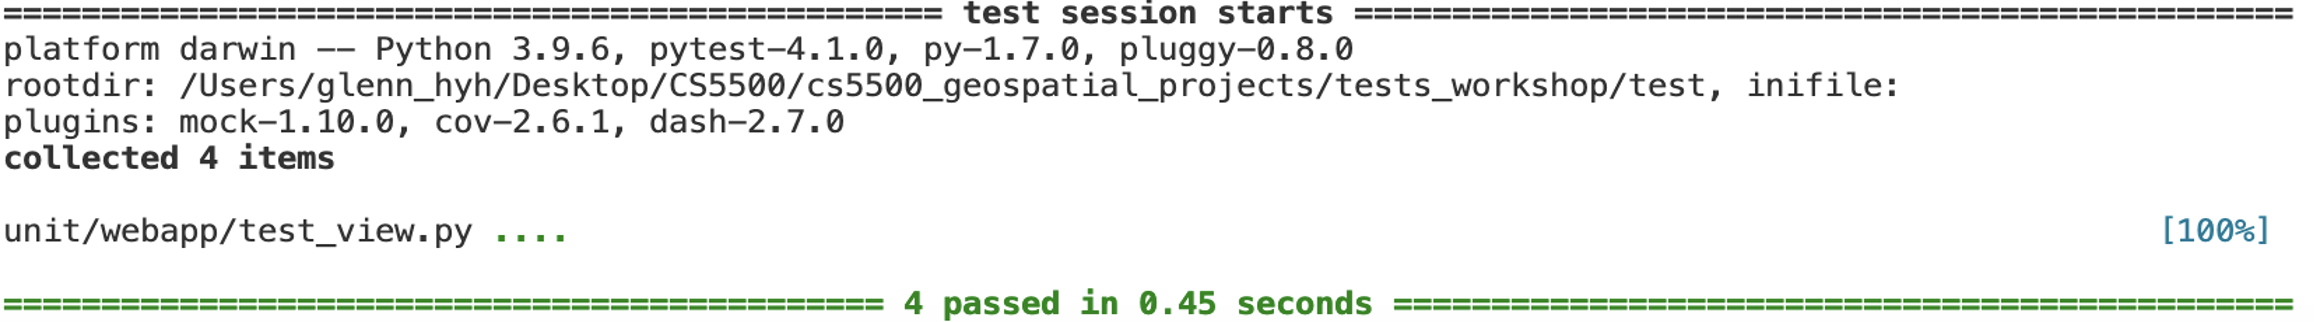 ================================================ test session starts ================================================
platform darwin -- Python 3.9.6, pytest-4.1.0, py-1.7.0, pluggy-0.8.0
rootdir: /Users/glenn_hyh/Desktop/CS5500/cs5500_geospatial_projects/tests_workshop/test, inifile:
plugins: mock-1.10.0, cov-2.6.1, dash-2.7.0
collected 4 items
unit/webapp/test_view.py .... [100%]
============================================= 4 passed in 0.45 seconds ==============================================